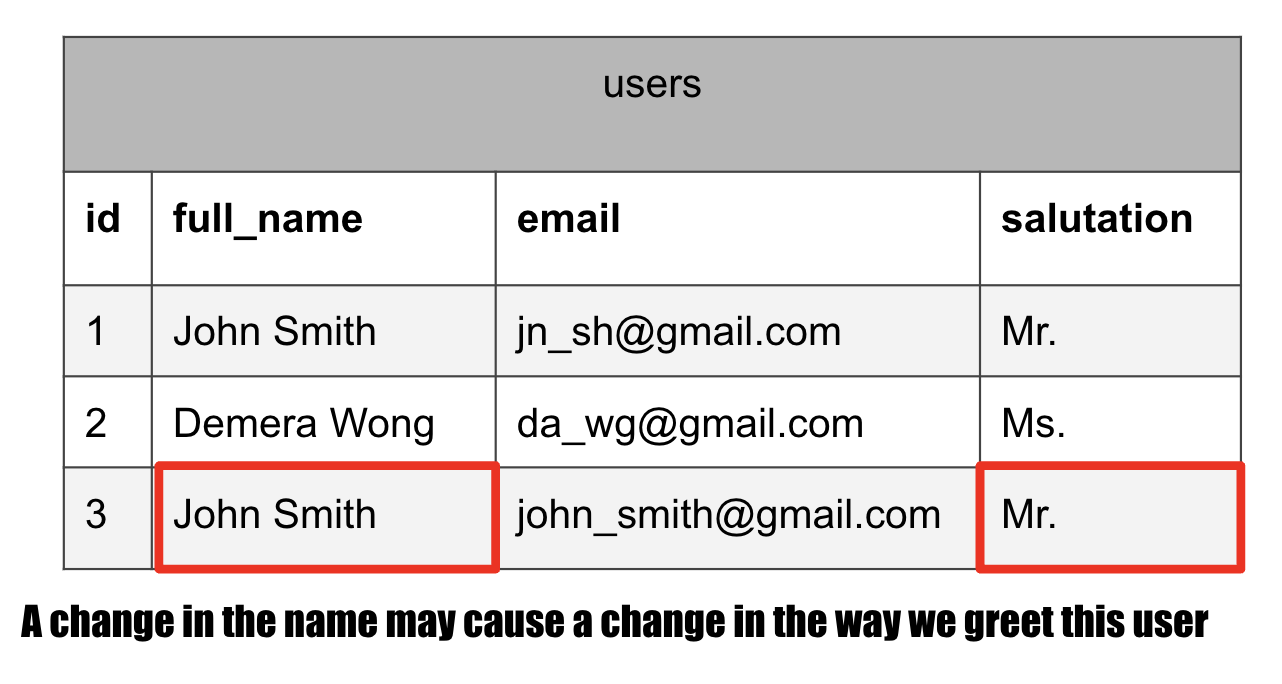 users
id full_name email salutation
1 John Smith jn_sh@gmail.com Mr.
2 Demera Wong da_wg@gmail.com Ms.
3 John Smith john_smith@gmail.com Mr.
A change in the name may cause a change in the way we greet this user